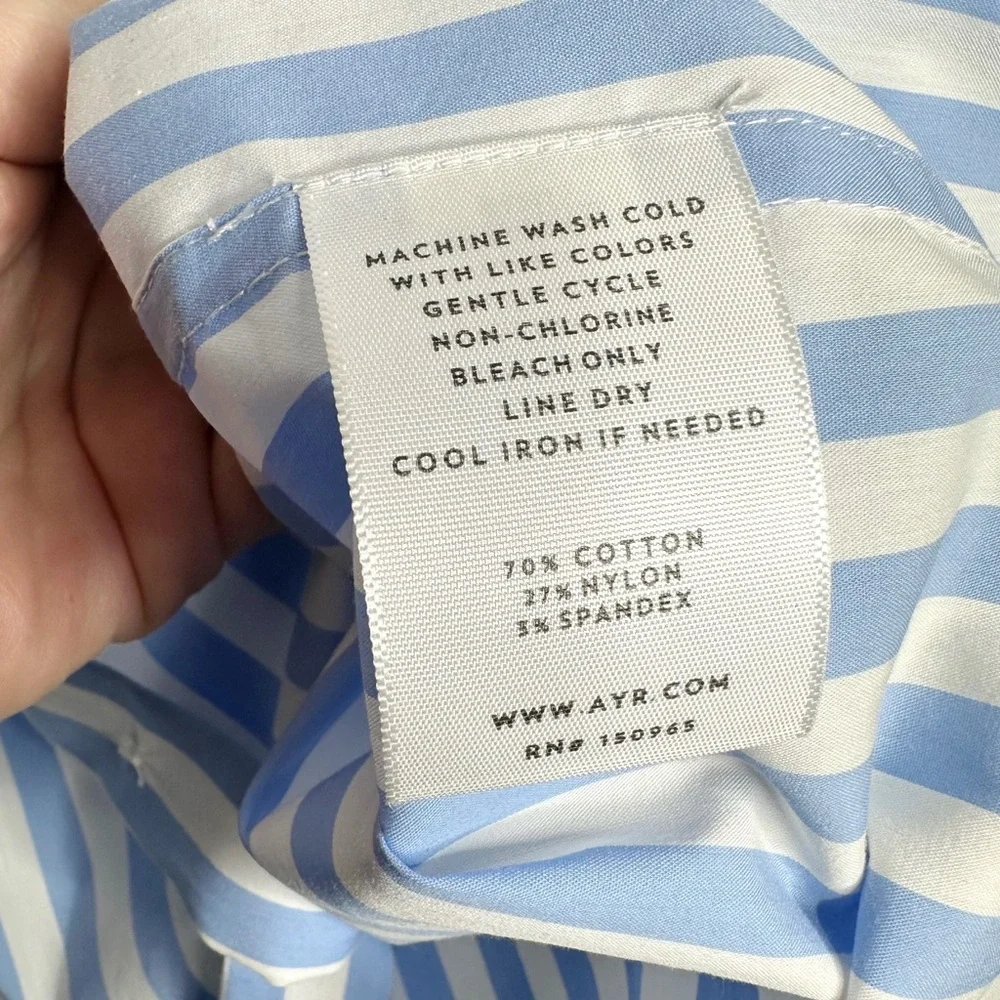 MACHINE WASH COLD
WITH LIKE COLORS
GENTLE CYCLE
NON-CHLORINE
BLEACH ONLY
LINE DRY
COOL IRON IF NEEDED
70% COTTON
27% NYLON
3% SPANDEX
WWW.AYR.COM
RN# 150965